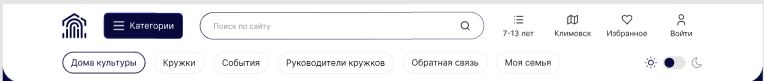 Категории
Поиск по сайту
7-13 лет
Климовск
Избранное
Войти
Дома культуры
Кружки
События
Руководители кружков
Обратная связь
Моя семья